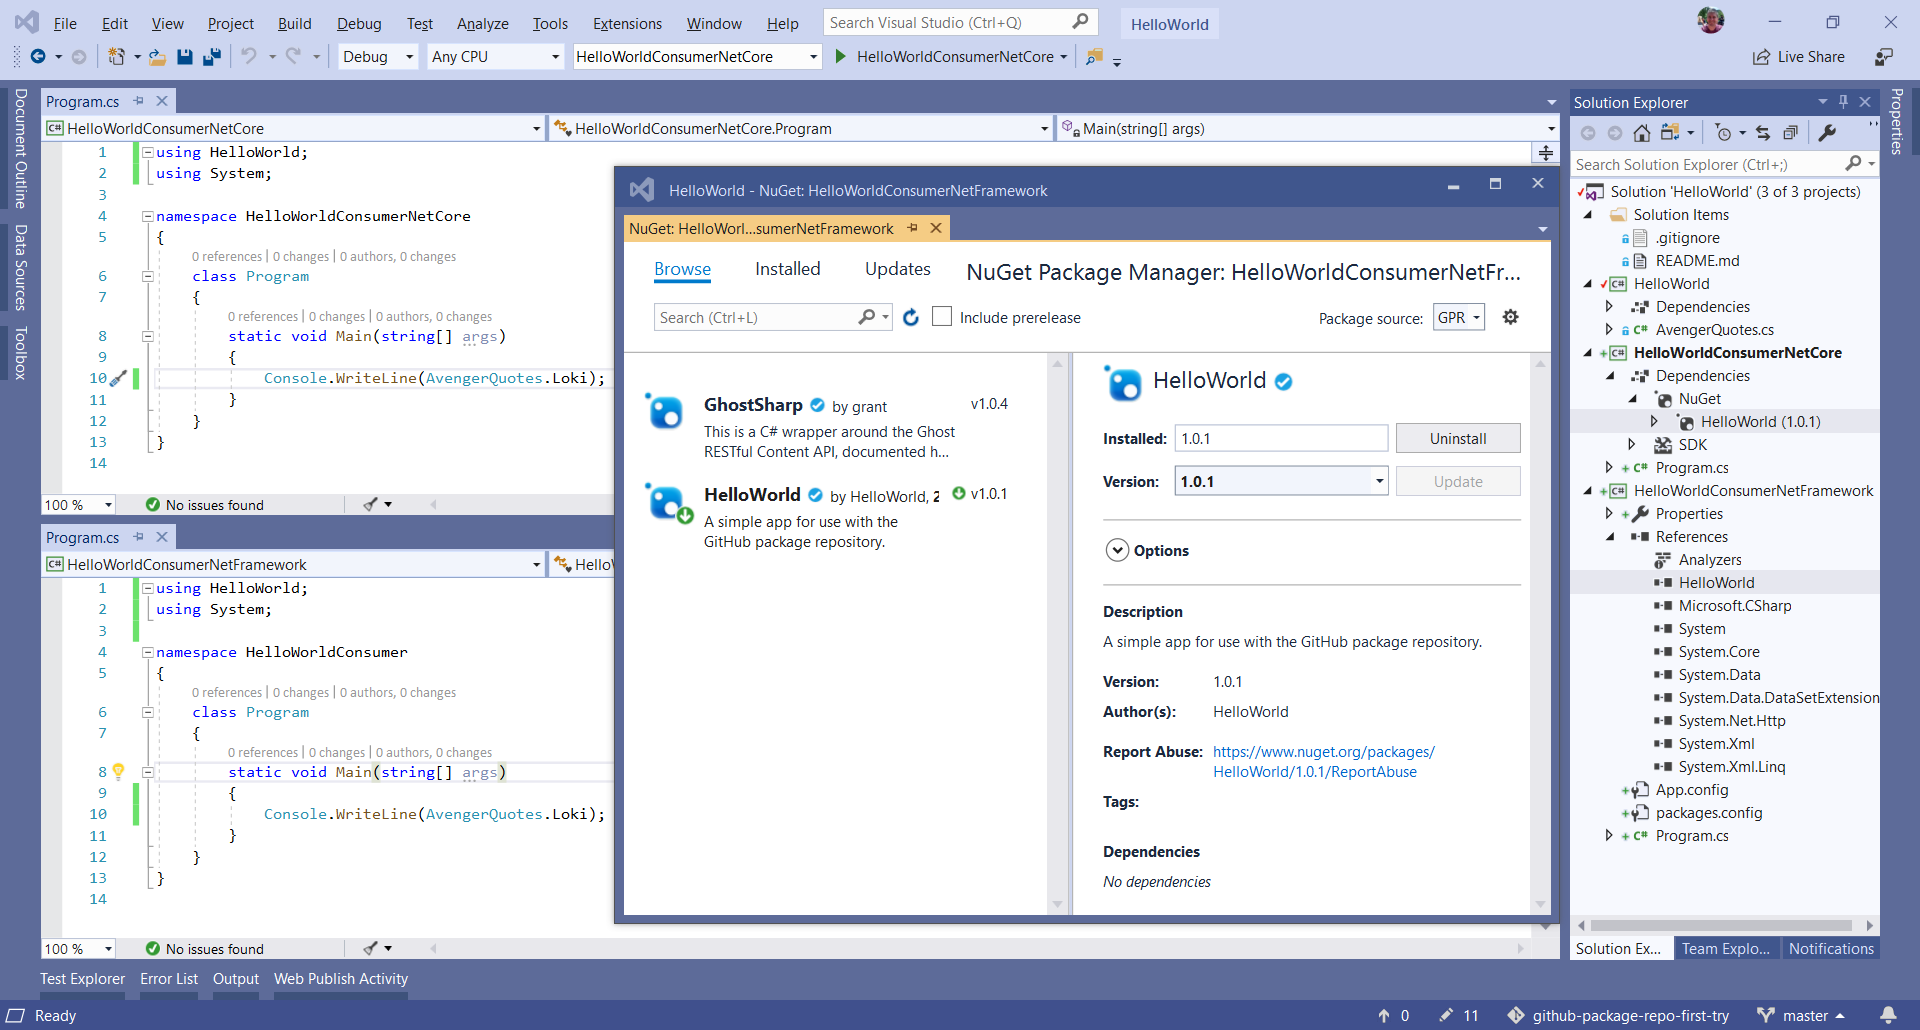 File Edit View Project Build Debug Test Analyze Tools Extensions Window Help Search Visual Studio (Ctrl+Q) HelloWorld
Debug Any CPU HelloWorldConsumerNetCore HelloWorldConsumerNetCore Live Share
Document Outline
Data Sources
Toolbox
Program.cs
C# HelloWorldConsumerNetCore HelloWorldConsumerNetCore.Program Main(string[] args)
1 using HelloWorld;
2 using System;
3
4 namespace HelloWorldConsumerNetCore
5 {
0 references | 0 changes | 0 authors, 0 changes
6 class Program
7 {
0 references | 0 changes | 0 authors, 0 changes
8 static void Main(string[] args)
9 {
10 Console.WriteLine(AvengerQuotes.Loki);
11 }
12 }
13 }
14
100 % No issues found
Program.cs
C# HelloWorldConsumerNetFramework
1 using HelloWorld;
2 using System;
3
4 namespace HelloWorldConsumer
5 {
0 references | 0 changes | 0 authors, 0 changes
6 class Program
7 {
0 references | 0 changes | 0 authors, 0 changes
8 static void Main(string[] args)
9 {
10 Console.WriteLine(AvengerQuotes.Loki);
11 }
12 }
13 }
14
100 % No issues found
HelloWorld - NuGet: HelloWorldConsumerNetFramework
NuGet: HelloWorl...sumerNetFramework
Browse Installed Updates NuGet Package Manager: HelloWorldConsumerNetFr...
Search (Ctrl+L) Include prerelease Package source: GPR
GhostSharp by grant v1.0.4
This is a C# wrapper around the Ghost
RESTful Content API, documented h...
HelloWorld by HelloWorld, 2 v1.0.1
A simple app for use with the
GitHub package repository.
HelloWorld
Installed: 1.0.1 Uninstall
Version: 1.0.1 Update
Options
Description
A simple app for use with the GitHub package repository.
Version: 1.0.1
Author(s): HelloWorld
Report Abuse: https://www.nuget.org/packages/
HelloWorld/1.0.1/ReportAbuse
Tags:
Dependencies
No dependencies
Solution Explorer
Search Solution Explorer (Ctrl+;)
Solution 'HelloWorld' (3 of 3 projects)
Solution Items
.gitignore
README.md
C# HelloWorld
Dependencies
C# AvengerQuotes.cs
C# HelloWorldConsumerNetCore
Dependencies
NuGet
HelloWorld (1.0.1)
SDK
C# Program.cs
C# HelloWorldConsumerNetFramework
Properties
References
Analyzers
HelloWorld
Microsoft.CSharp
System
System.Core
System.Data
System.Data.DataSetExtension
System.Net.Http
System.Xml
System.Xml.Linq
App.config
packages.config
C# Program.cs
Solution Ex... Team Explo... Notifications
Properties
Test Explorer Error List Output Web Publish Activity
Ready 0 11 github-package-repo-first-try master